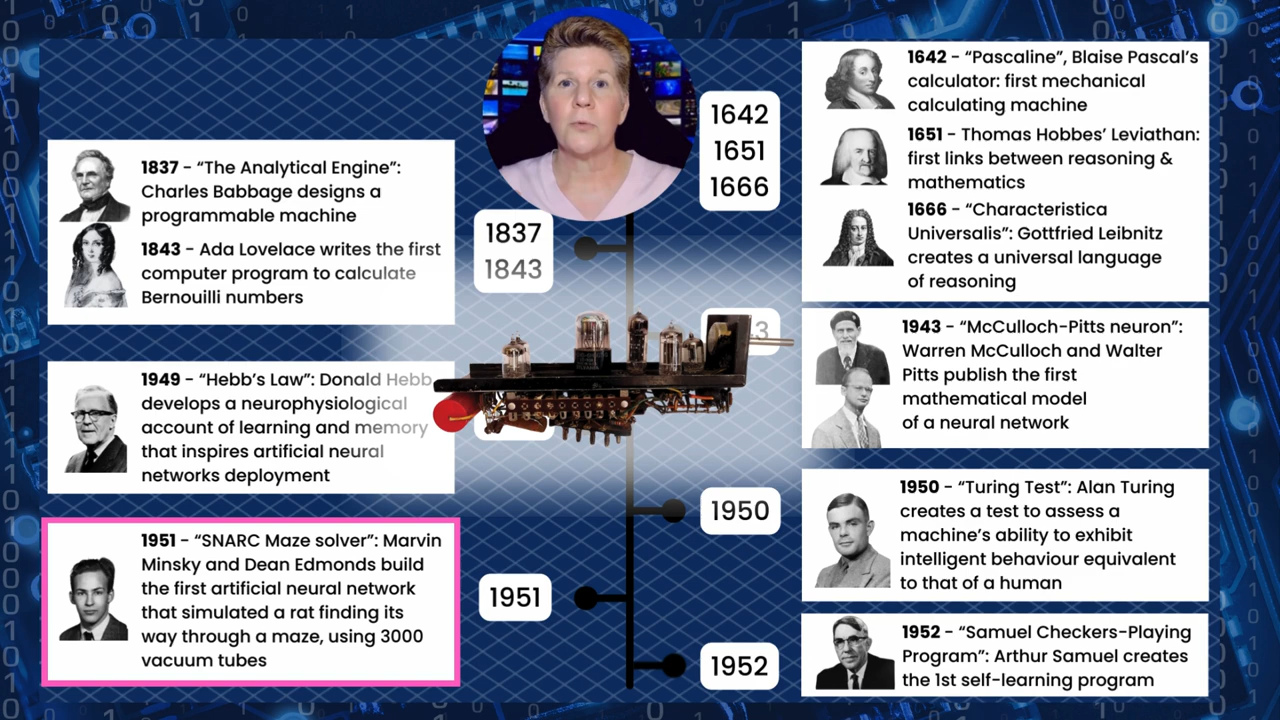 1642 - “Pascaline”, Blaise Pascal’s
calculator: first mechanical
calculating machine
1651 - Thomas Hobbes’ Leviathan:
first links between reasoning &
mathematics
1666 - “Characteristica
Universalis”: Gottfried Leibnitz
creates a universal language
of reasoning
1642
1651
1666
1837 - “The Analytical Engine”:
Charles Babbage designs a
programmable machine
1843 - Ada Lovelace writes the first
computer program to calculate
Bernouilli numbers
1837
1843
1943 - “McCulloch-Pitts neuron”:
Warren McCulloch and Walter
Pitts publish the first
mathematical model
of a neural network
1949 - “Hebb’s Law”: Donald Hebb
develops a neurophysiological
account of learning and memory
that inspires artificial neural
networks deployment
1950
1950 - “Turing Test”: Alan Turing
creates a test to assess a
machine’s ability to exhibit
intelligent behaviour equivalent
to that of a human
1951 - “SNARC Maze solver”: Marvin
Minsky and Dean Edmonds build
the first artificial neural network
that simulated a rat finding its
way through a maze, using 3000
vacuum tubes
1951
1952
1952 - “Samuel Checkers-Playing
Program”: Arthur Samuel creates
the 1st self-learning program